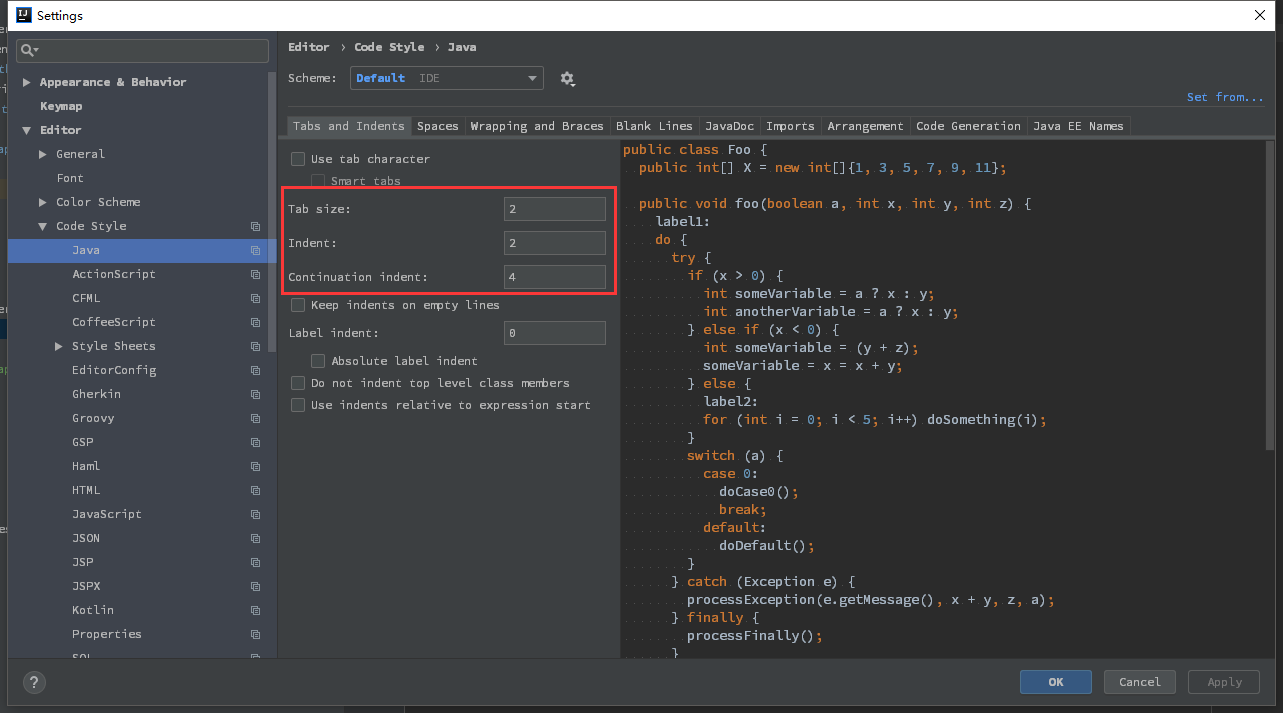 Settings
Editor › Code Style › Java
Scheme: Default IDE
Set from...
Appearance & Behavior
Keymap
Editor
General
Font
Color Scheme
Code Style
Java
ActionScript
CFML
CoffeeScript
Style Sheets
EditorConfig
Gherkin
Groovy
GSP
Haml
HTML
JavaScript
JSON
JSP
JSPX
Kotlin
Properties
Tabs and Indents Spaces Wrapping and Braces Blank Lines JavaDoc Imports Arrangement Code Generation Java EE Names
Use tab character
Smart tabs
Tab size: 2
Indent: 2
Continuation indent: 4
Keep indents on empty lines
Label indent: 0
Absolute label indent
Do not indent top level class members
Use indents relative to expression start
public class Foo {
public int[] X = new int[]{1, 3, 5, 7, 9, 11};
public void foo(boolean a, int x, int y, int z) {
label1:
do {
try {
if (x > 0) {
int someVariable = a ? x : y;
int anotherVariable = a ? x : y;
} else if (x < 0) {
int someVariable = (y + z);
someVariable = x = x + y;
} else {
label2:
for (int i = 0; i < 5; i++) doSomething(i);
}
switch (a) {
case 0:
doCase0();
break;
default:
doDefault();
}
} catch (Exception e) {
processException(e.getMessage(), x + y, z, a);
} finally {
processFinally();
}
?
OK Cancel Apply